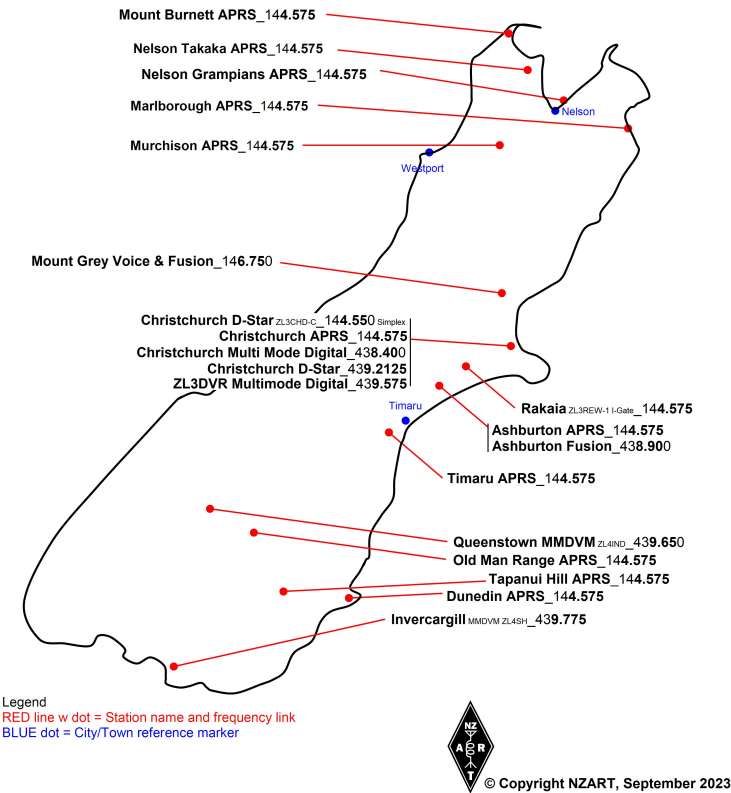 Mount Burnett APRS_144.575
Nelson Takaka APRS_144.575
Nelson Grampians APRS_144.575
Marlborough APRS_144.575
Nelson
Murchison APRS_144.575
Westport
Mount Grey Voice & Fusion_146.750
Christchurch D-Star ZL3CHD-C_144.550 Simplex
Christchurch APRS_144.575
Christchurch Multi Mode Digital_438.400
Christchurch D-Star_439.2125
ZL3DVR Multimode Digital_439.575
Timaru
Rakaia ZL3REW-1 I-Gate_144.575
Ashburton APRS_144.575
Ashburton Fusion_438.900
Timaru APRS_144.575
Queenstown MMDVM ZL4IND_439.650
Old Man Range APRS_144.575
Tapanui Hill APRS_144.575
Dunedin APRS_144.575
Invercargill MMDVM ZL4SH_439.775
Legend
RED line w dot = Station name and frequency link
BLUE dot = City/Town reference marker
NZ
A R
T
© Copyright NZART, September 2023